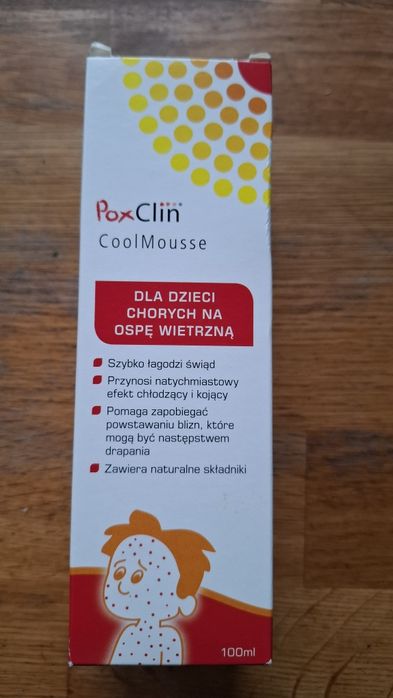 PoxClin®
CoolMousse
DLA DZIECI
CHORYCH NA
OSPĘ WIETRZNĄ
Szybko łagodzi świąd
Przynosi natychmiastowy
efekt chłodzący i kojący
Pomaga zapobiegać
powstawaniu blizn, które
mogą być następstwem
drapania
Zawiera naturalne składniki
100ml